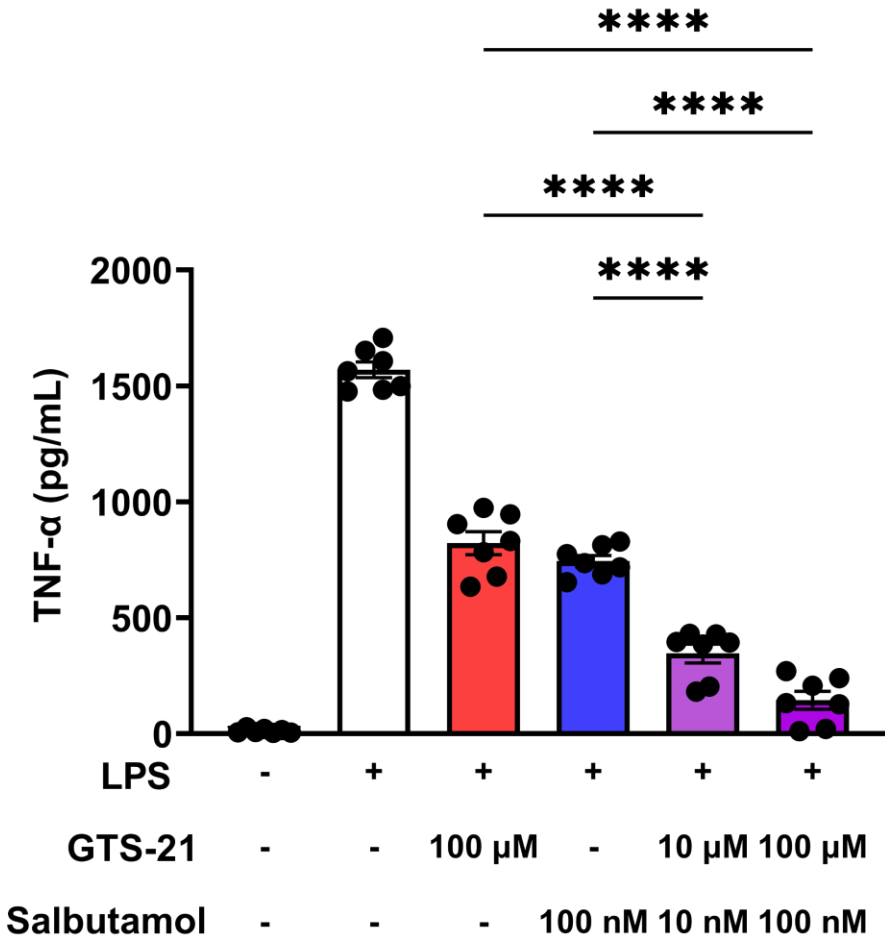 ****
****
****
****
2000
1500
1000
500
0
TNF-α (pg/mL)
LPS - + + + + +
GTS-21 - - 100 µM - 10 µM 100 µM
Salbutamol - - - 100 nM 10 nM 100 nM